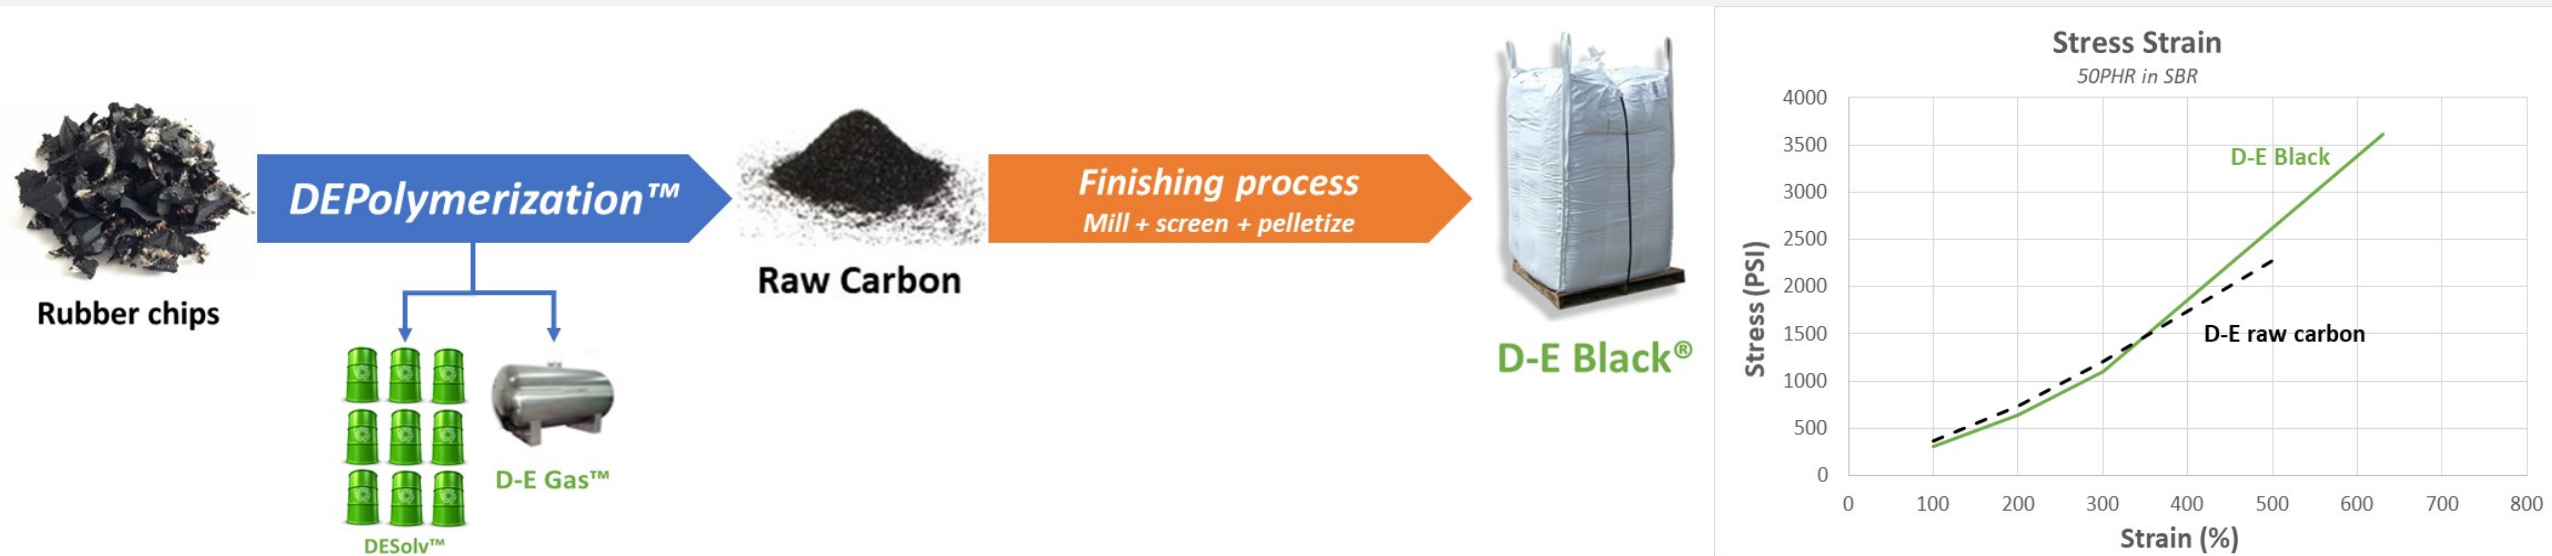 Rubber chips
DEPolymerization™
DESolv™
D-E Gas™
Raw Carbon
Finishing process
Mill + screen + pelletize
D-E Black®
Stress Strain
50PHR in SBR
Stress (PSI)
4000
3500
3000
2500
2000
1500
1000
500
0
D-E Black
D-E raw carbon
0 100 200 300 400 500 600 700 800
Strain (%)